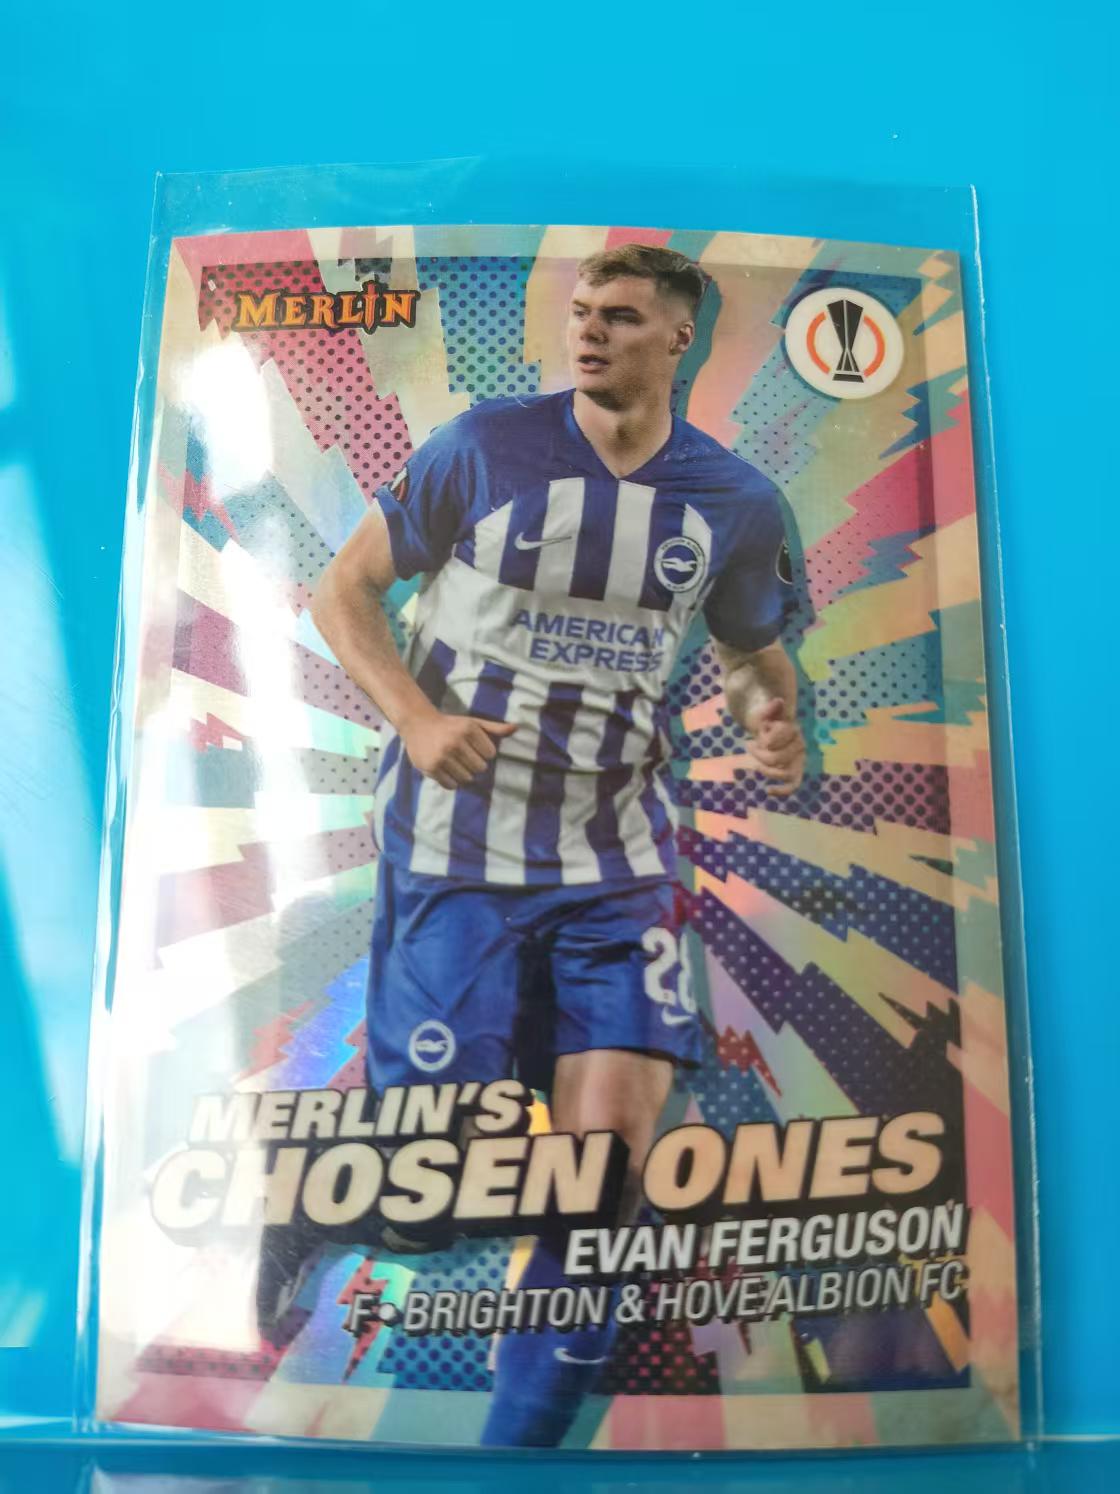 MERLIN
AMERICAN
EXPRESS
28
MERLIN'S
CHOSEN ONES
EVAN FERGUSON
F•BRIGHTON & HOVE ALBION FC